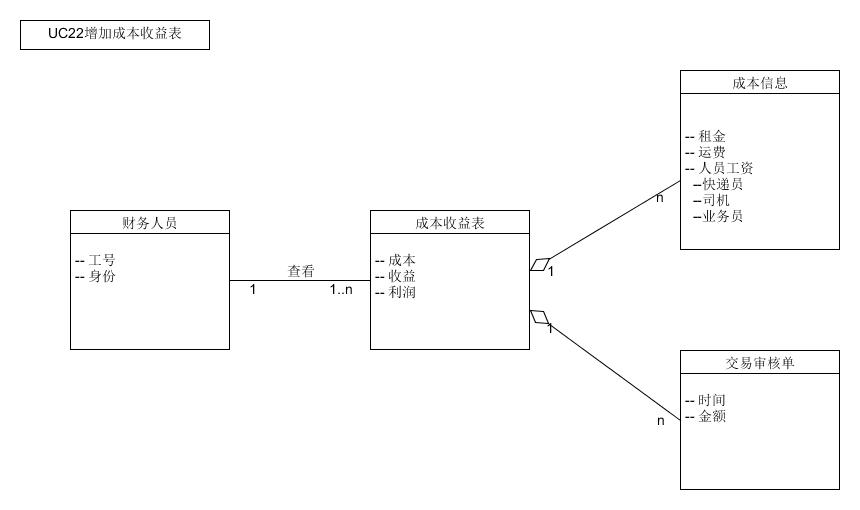 UC22增加成本收益表
成本信息
-- 租金
-- 运费
-- 人员工资
--快递员
--司机
--业务员
n
财务人员
-- 工号
-- 身份
查看
1
1..n
成本收益表
-- 成本
-- 收益
-- 利润
1
1
交易审核单
-- 时间
-- 金额
n